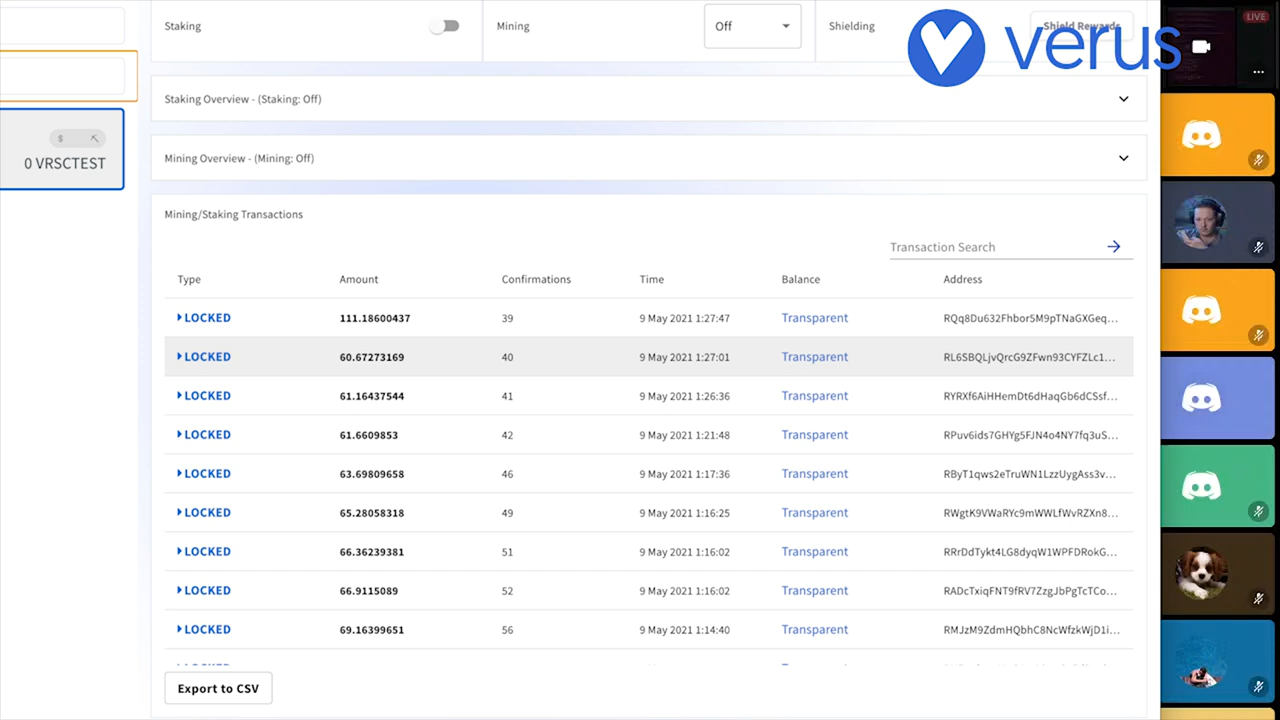 Staking
Mining
Off
Shielding
Shield Rewards
verus
LIVE
Staking Overview - (Staking: Off)
Mining Overview - (Mining: Off)
$
0 VRSCTEST
Mining/Staking Transactions
Transaction Search
Type Amount Confirmations Time Balance Address
LOCKED 111.18600437 39 9 May 2021 1:27:47 Transparent RQq8Du632Fhbor5M9pTNaGXGeq...
LOCKED 60.67273169 40 9 May 2021 1:27:01 Transparent RL6SBQLjvQrcG9ZFwn93CYFZLc1...
LOCKED 61.16437544 41 9 May 2021 1:26:36 Transparent RYRXf6AiHHemDt6dHaqGb6dCSsf...
LOCKED 61.6609853 42 9 May 2021 1:21:48 Transparent RPuv6ids7GHYg5FJN4o4NY7fq3uS...
LOCKED 63.69809658 46 9 May 2021 1:17:36 Transparent RByT1qws2eTruWN1LzzUygAss3v...
LOCKED 65.28058318 49 9 May 2021 1:16:25 Transparent RWgtK9VWaRYc9mWWLfWvRZXn8...
LOCKED 66.36239381 51 9 May 2021 1:16:02 Transparent RRrDdTykt4LG8dyqW1WPFDRokG...
LOCKED 66.9115089 52 9 May 2021 1:16:02 Transparent RADcTxiqFNT9fRV7ZzgJbPgTcTCo...
LOCKED 69.16399651 56 9 May 2021 1:14:40 Transparent RMJzM9ZdmHQbhC8NcWfzkWjD1i...
Export to CSV